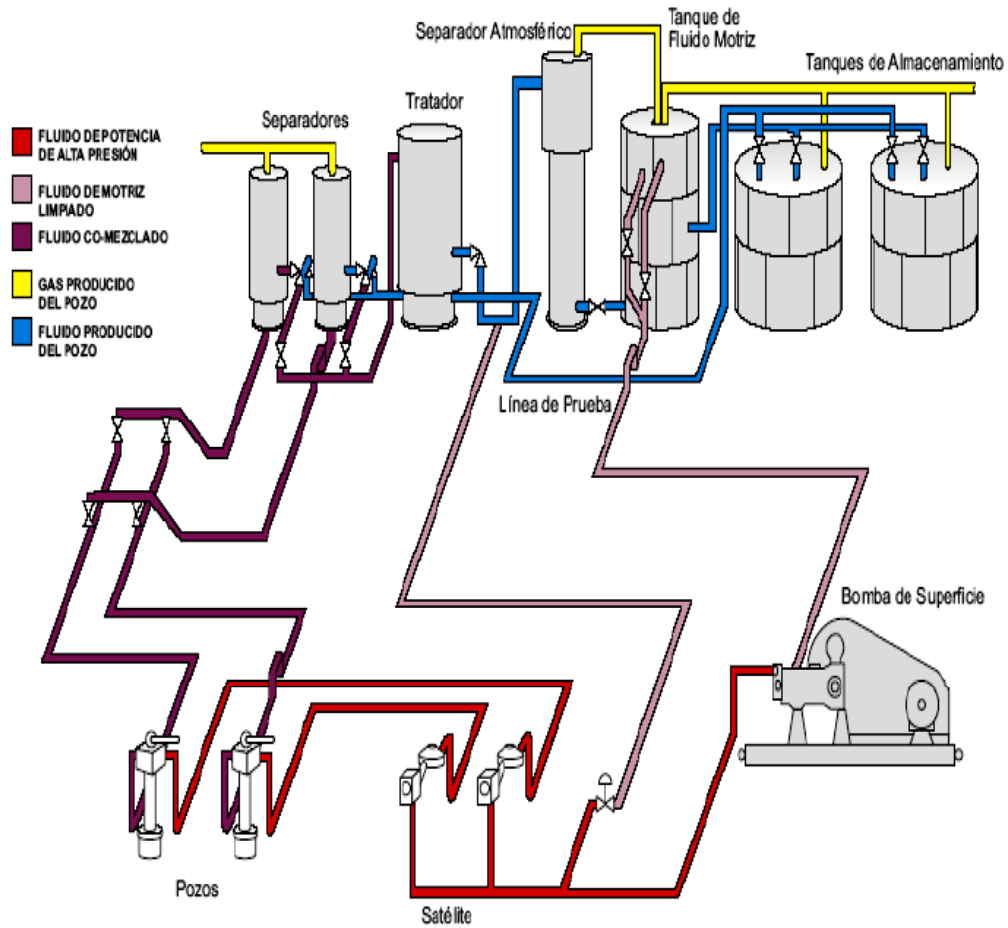 Separador Atmosférico
Tanque de
Fluido Motriz
Tanques de Almacenamiento
Tratador
Separadores
FLUIDO DE POTENCIA
DE ALTA PRESIÓN
FLUIDO DE MOTRIZ
LIMPIADO
FLUIDO CO-MEZCLADO
GAS PRODUCIDO
DEL POZO
FLUIDO PRODUCIDO
DEL POZO
Línea de Prueba
Bomba de Superficie
Pozos
Satélite